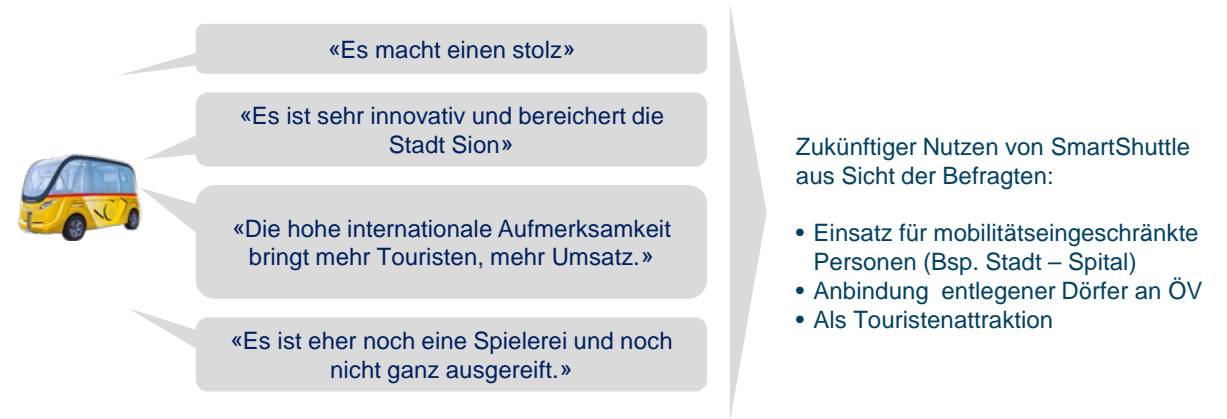 «Es macht einen stolz»
«Es ist sehr innovativ und bereichert die
Stadt Sion»
«Die hohe internationale Aufmerksamkeit
bringt mehr Touristen, mehr Umsatz.»
«Es ist eher noch eine Spielerei und noch
nicht ganz ausgereift.»
Zukünftiger Nutzen von SmartShuttle
aus Sicht der Befragten:
• Einsatz für mobilitätseingeschränkte
Personen (Bsp. Stadt – Spital)
• Anbindung entlegener Dörfer an ÖV
• Als Touristenattraktion